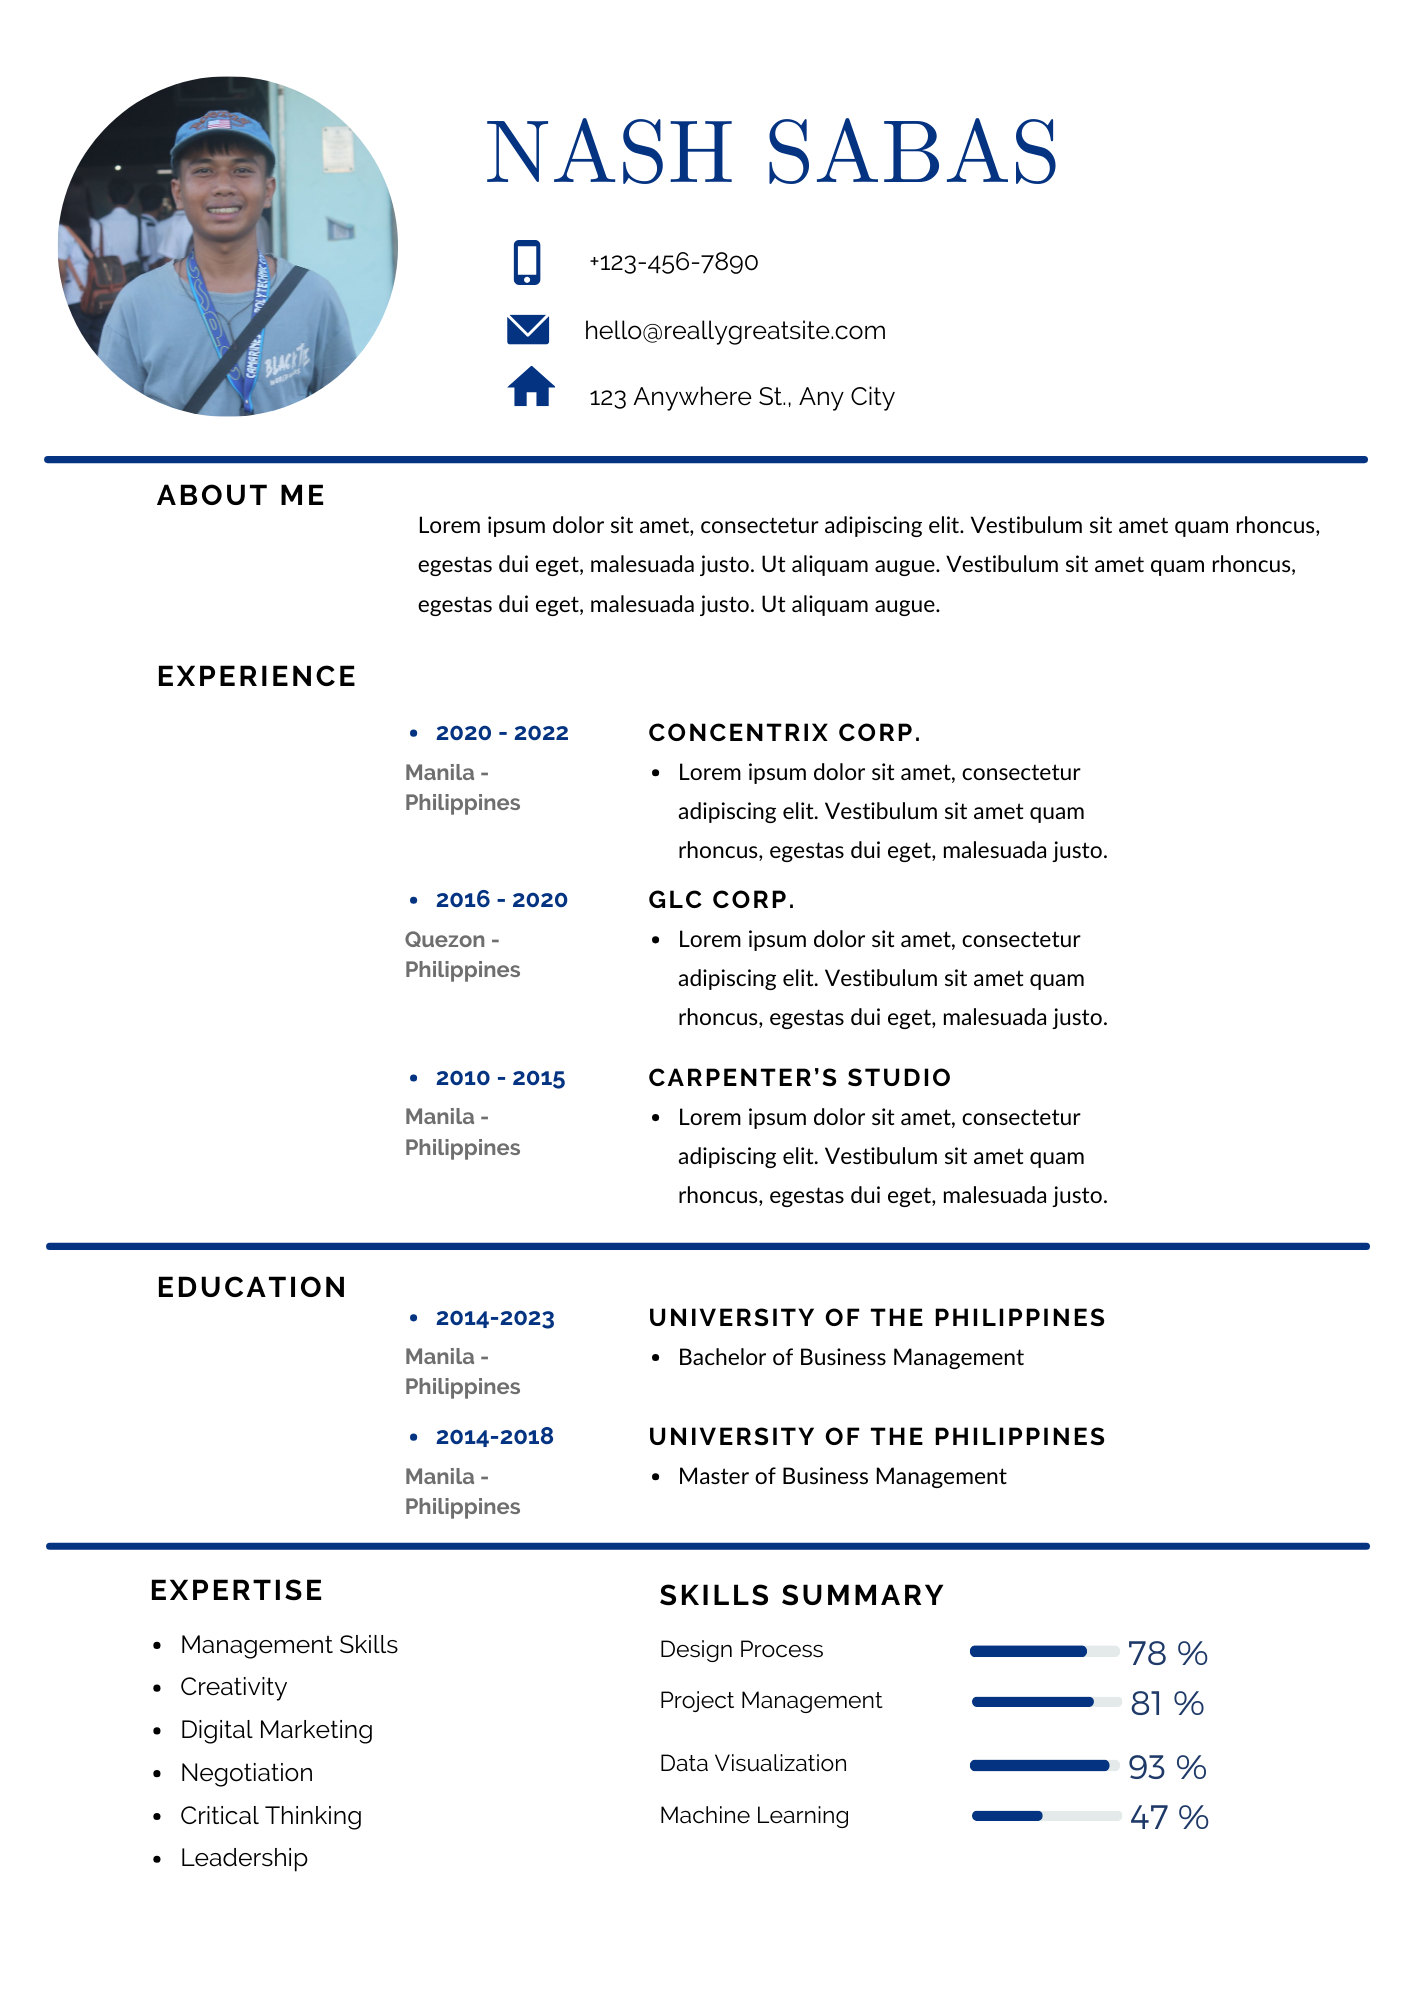 NASH SABAS
+123-456-7890
hello@reallygreatsite.com
123 Anywhere St., Any City
POLYTECHNIC
CAMARINES
BLACK
ABOUT ME
Lorem ipsum dolor sit amet, consectetur adipiscing elit. Vestibulum sit amet quam rhoncus,
egestas dui eget, malesuada justo. Ut aliquam augue. Vestibulum sit amet quam rhoncus,
egestas dui eget, malesuada justo. Ut aliquam augue.
EXPERIENCE
• 2020 - 2022
Manila -
Philippines
CONCENTRIX CORP.
• Lorem ipsum dolor sit amet, consectetur
adipiscing elit. Vestibulum sit amet quam
rhoncus, egestas dui eget, malesuada justo.
• 2016 - 2020
Quezon -
Philippines
GLC CORP.
• Lorem ipsum dolor sit amet, consectetur
adipiscing elit. Vestibulum sit amet quam
rhoncus, egestas dui eget, malesuada justo.
• 2010 - 2015
Manila -
Philippines
CARPENTER’S STUDIO
• Lorem ipsum dolor sit amet, consectetur
adipiscing elit. Vestibulum sit amet quam
rhoncus, egestas dui eget, malesuada justo.
EDUCATION
• 2014-2023
Manila -
Philippines
UNIVERSITY OF THE PHILIPPINES
• Bachelor of Business Management
• 2014-2018
Manila -
Philippines
UNIVERSITY OF THE PHILIPPINES
• Master of Business Management
EXPERTISE
• Management Skills
• Creativity
• Digital Marketing
• Negotiation
• Critical Thinking
• Leadership
SKILLS SUMMARY
Design Process 78 %
Project Management 81 %
Data Visualization 93 %
Machine Learning 47 %